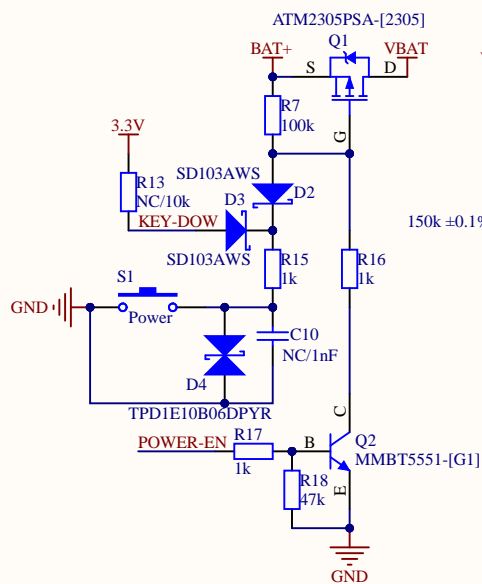 ATM2305PSA-[2305]
BAT+
Q1
VBAT
S
D
R7
100k
G
3.3V
SD103AWS
R13
NC/10k
D3
D2
KEY-DOW
150k ±0.1%
SD103AWS
R15
1k
R16
1k
S1
GND
Power
C10
NC/1nF
D4
TPD1E10B06DPYR
C
POWER-EN
R17
B
Q2
1k
MMBT5551-[G1]
R18
47k
E
GND